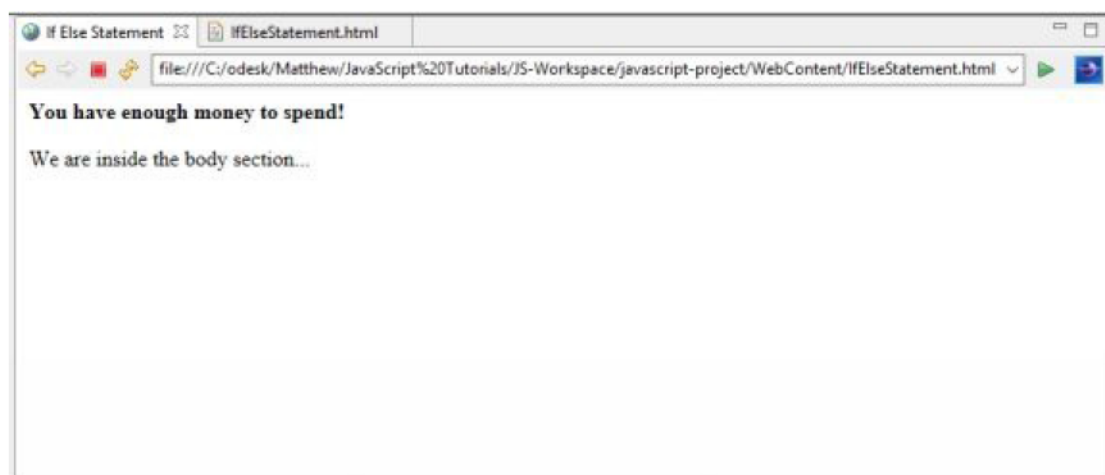 If Else Statement
IfElseStatement.html
file:///C:/odesk/Matthew/JavaScript%20Tutorials/JS-Workspace/javascript-project/WebContent/IfElseStatement.html
You have enough money to spend!
We are inside the body section...